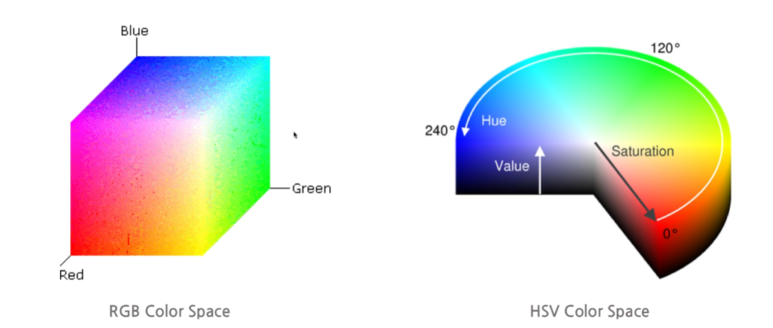 Blue
Green
Red
RGB Color Space
120°
240°
Hue
Value
Saturation
0°
HSV Color Space